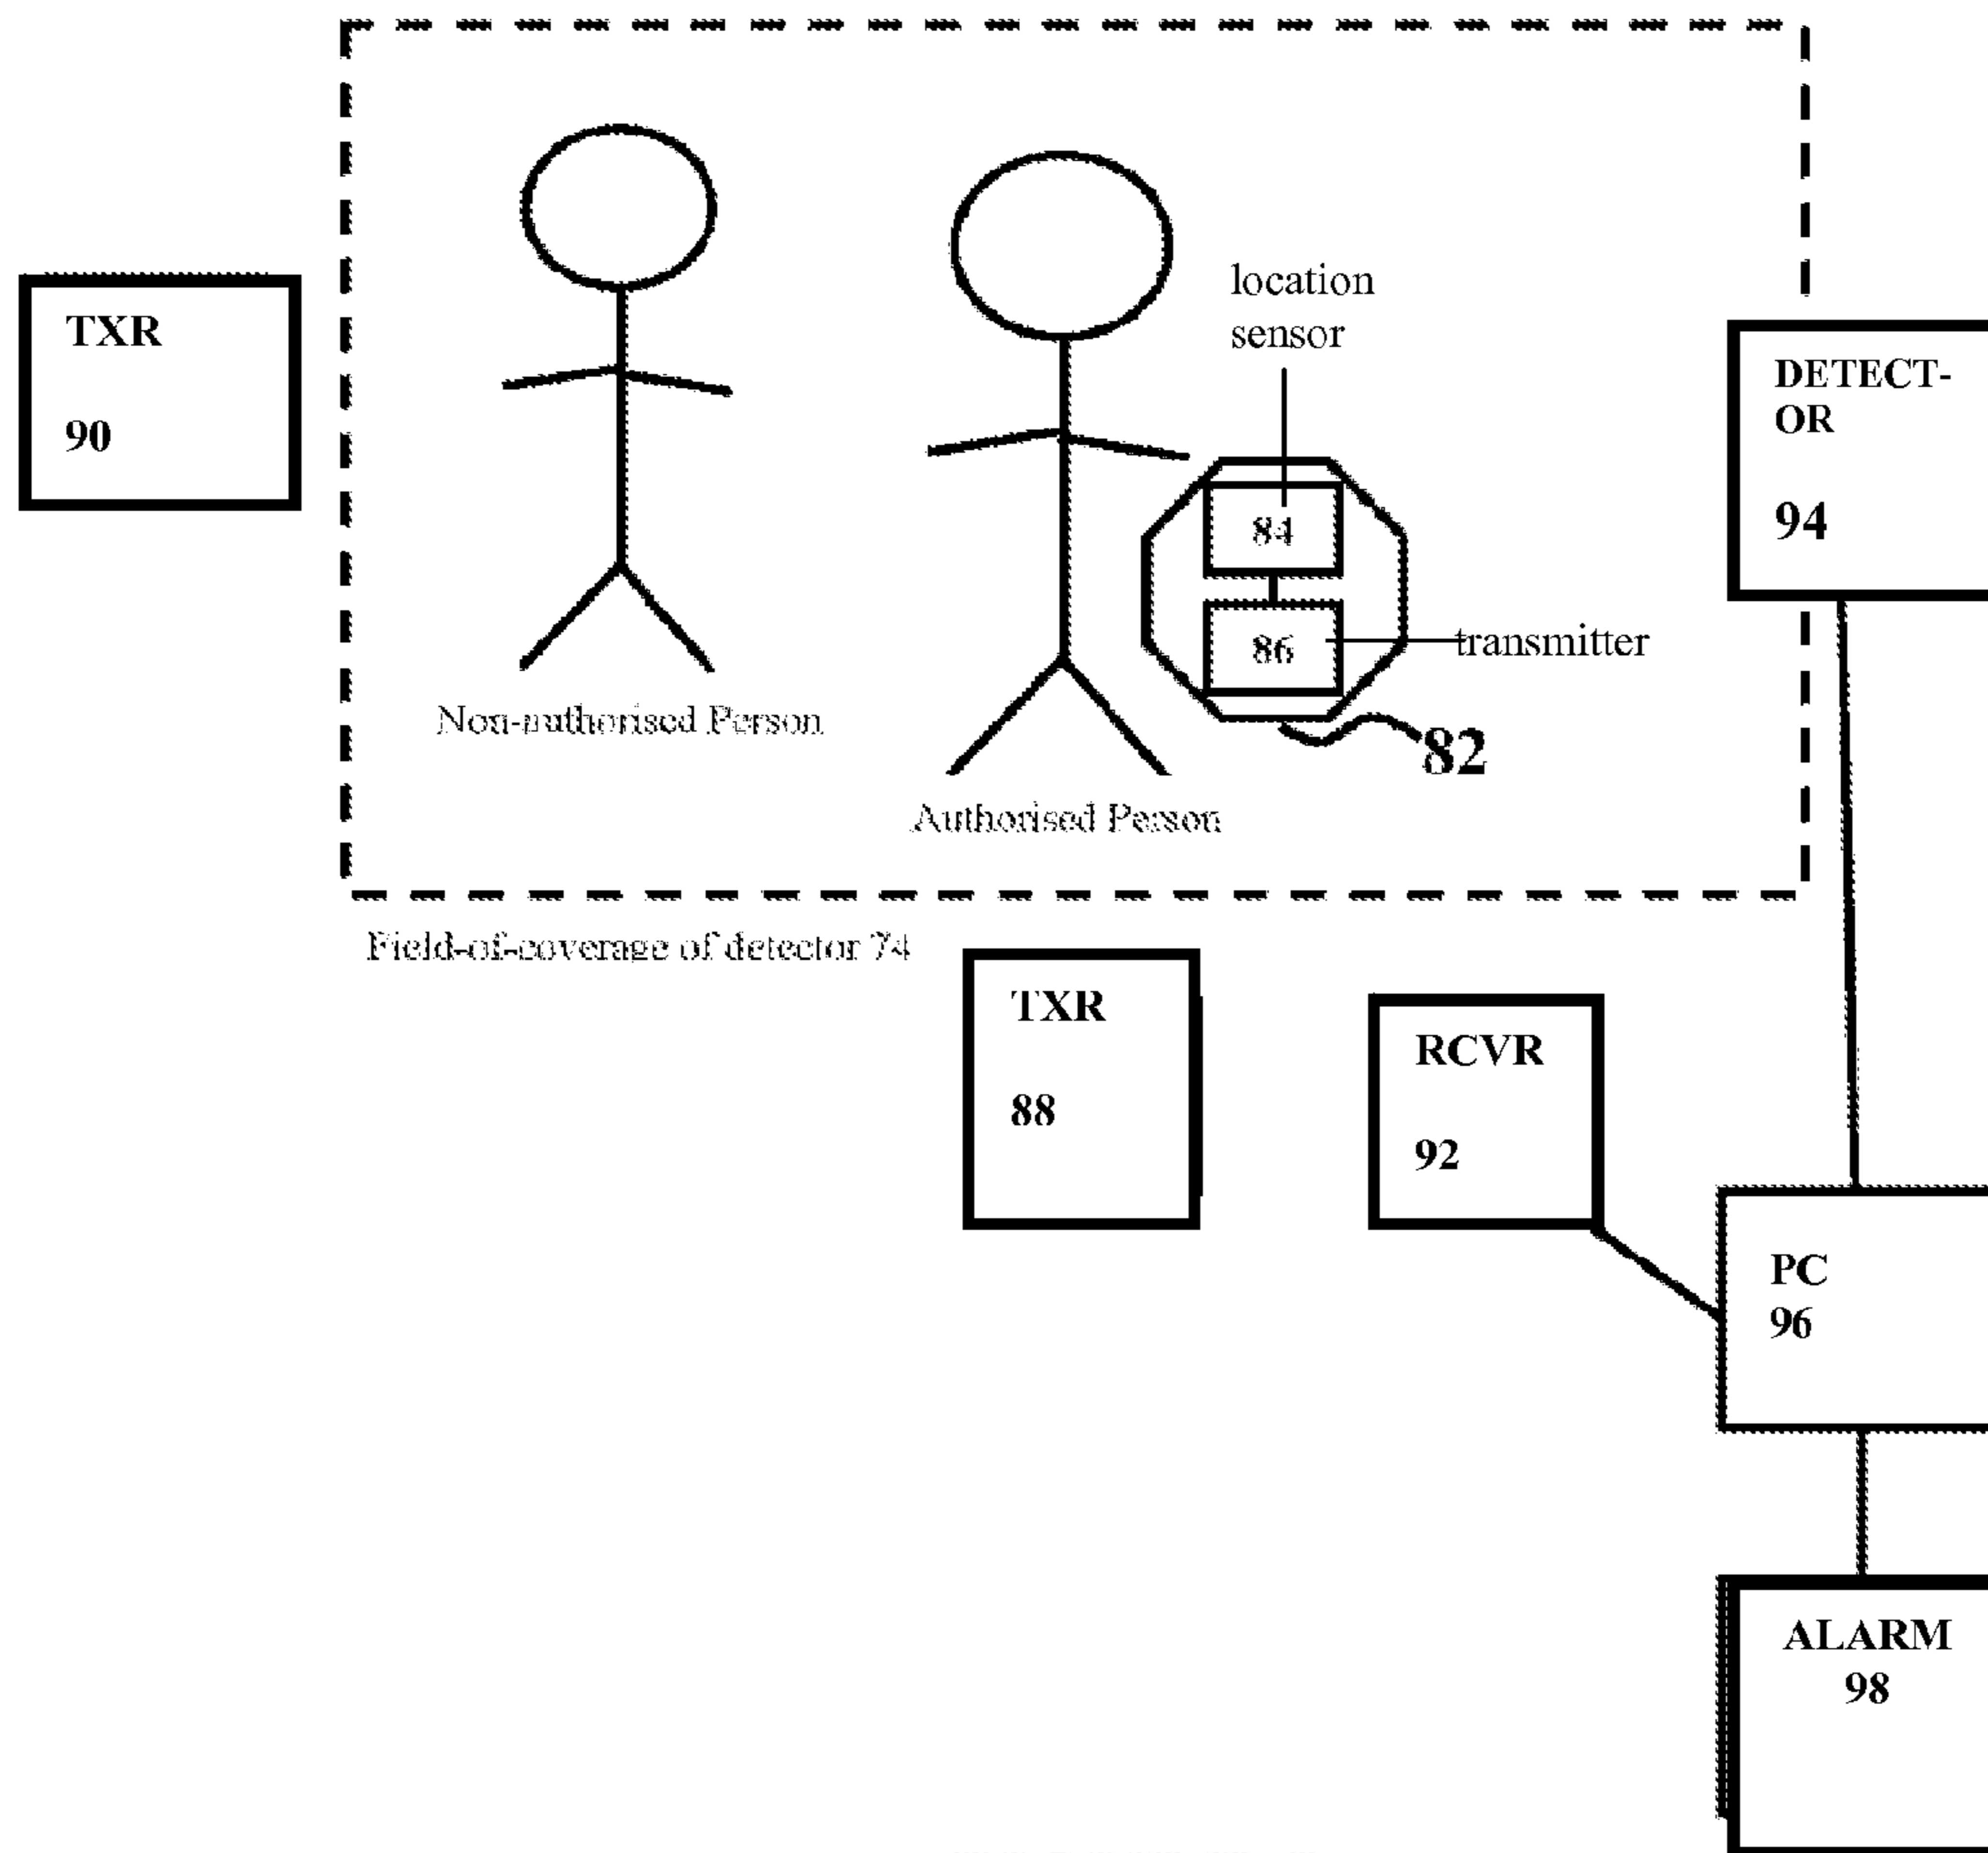 location
sensor
TXR
90
DETECT-
OR
94
84
86
transmitter
Non-authorised Person
82
Authorised Person
Field-of-coverage of detector 74
TXR
88
RCVR
92
PC
96
ALARM
98